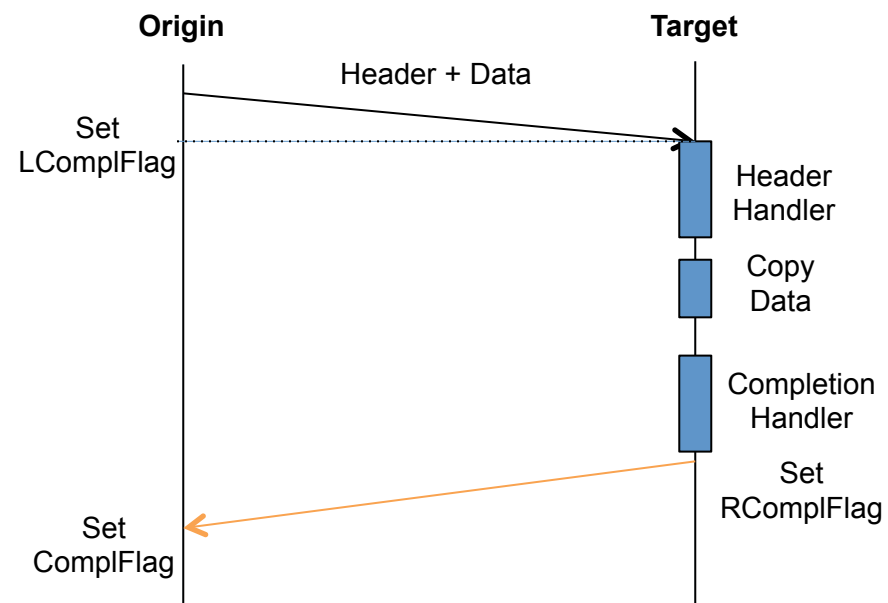 Origin
Target
Header + Data
Set
LComplFlag
Header
Handler
Copy
Data
Completion
Handler
Set
RComplFlag
Set
ComplFlag